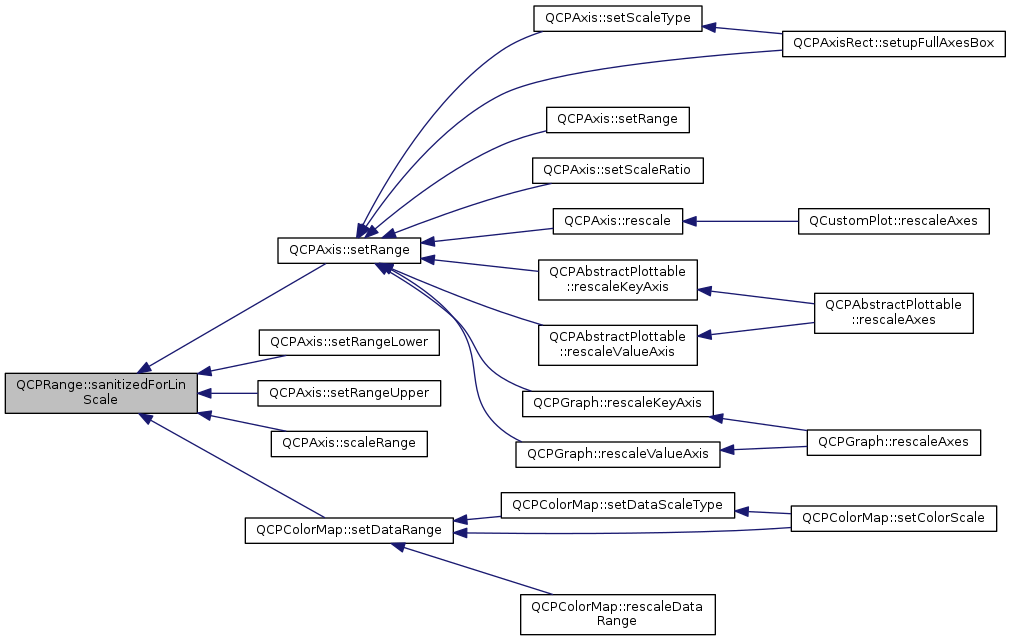 QCPAxis::setScaleType
QCPAxisRect::setupFullAxesBox
QCPAxis::setRange
QCPAxis::setScaleRatio
QCPAxis::rescale
QCustomPlot::rescaleAxes
QCPAxis::setRange
QCPAbstractPlottable
::rescaleKeyAxis
QCPAbstractPlottable
::rescaleAxes
QCPAbstractPlottable
::rescaleValueAxis
QCPAxis::setRangeLower
QCPRange::sanitizedForLin
Scale
QCPAxis::setRangeUpper
QCPGraph::rescaleKeyAxis
QCPAxis::scaleRange
QCPGraph::rescaleAxes
QCPGraph::rescaleValueAxis
QCPColorMap::setDataScaleType
QCPColorMap::setColorScale
QCPColorMap::setDataRange
QCPColorMap::rescaleData
Range